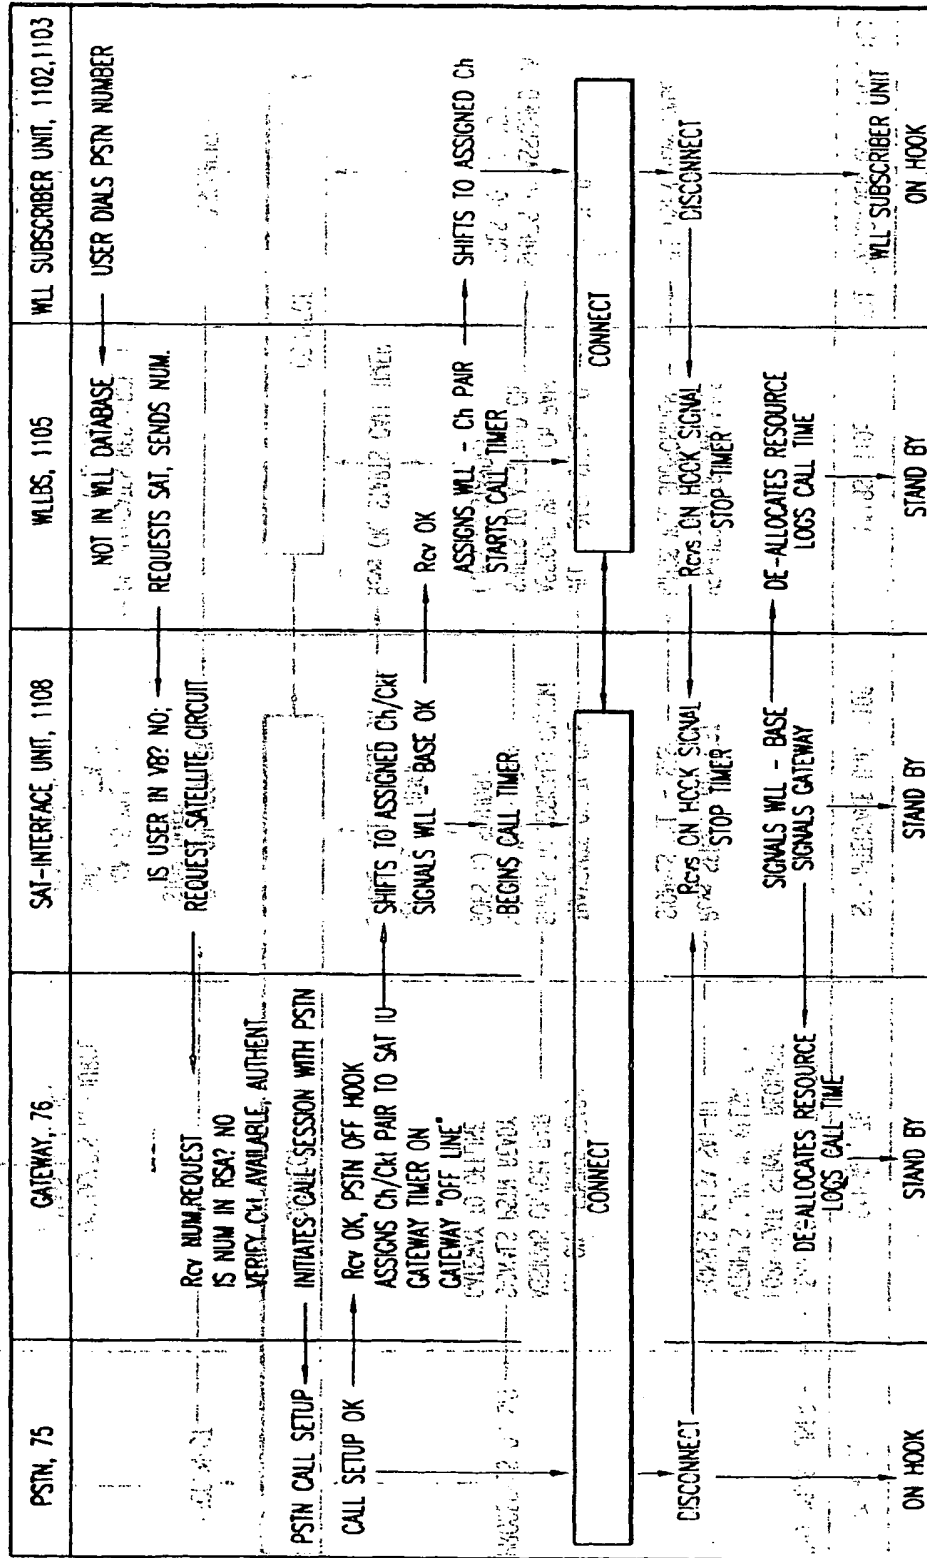 PSTN, 75
GATEWAY, 76
SAT-INTERFACE UNIT, 1108
WLLBS, 1105
WLL SUBSCRIBER UNIT, 1102,1103
USER DIALS PSTN NUMBER
NOT IN WLL DATABASE
REQUESTS SAT, SENDS NUM.
IS USER IN VB? NO;
REQUEST SATELLITE CIRCUIT
Rcv NUM,REQUEST
IS NUM IN RSA? NO
VERIFY Ckt AVAILABLE, AUTHENT
INITIATES CALL SESSION WITH PSTN
PSTN CALL SETUP
CALL SETUP OK
Rcv OK, PSTN OFF HOOK
ASSIGNS Ch/Ckt PAIR TO SAT IU
GATEWAY TIMER ON
GATEWAY "OFF LINE"
SHIFTS TO ASSIGNED Ch/Ckt
SIGNALS WLL - BASE OK
BEGINS CALL TIMER
Rcv OK
ASSIGNS WLL - Ch PAIR
STARTS CALL TIMER
SHIFTS TO ASSIGNED Ch
CONNECT
CONNECT
DISCONNECT
Rcvs ON HOOK SIGNAL
STOP TIMER
Rcvs ON HOOK SIGNAL
STOP TIMER
DISCONNECT
SIGNALS WLL - BASE
SIGNALS GATEWAY
DE-ALLOCATES RESOURCE
LOGS CALL TIME
DE-ALLOCATES RESOURCE
LOGS CALL TIME
ON HOOK
STAND BY
STAND BY
STAND BY
WLL SUBSCRIBER UNIT
ON HOOK